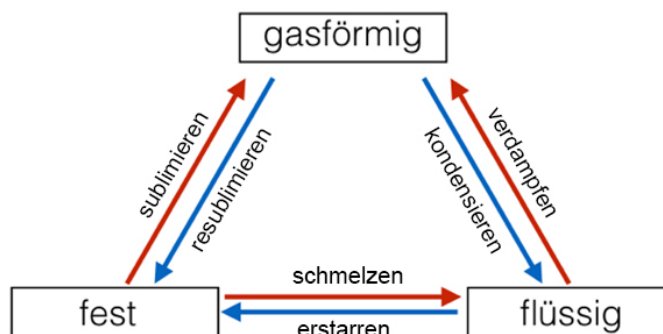 gasförmig
sublimieren
resublimieren
kondensieren
verdampfen
schmelzen
fest
flüssig
erstarren